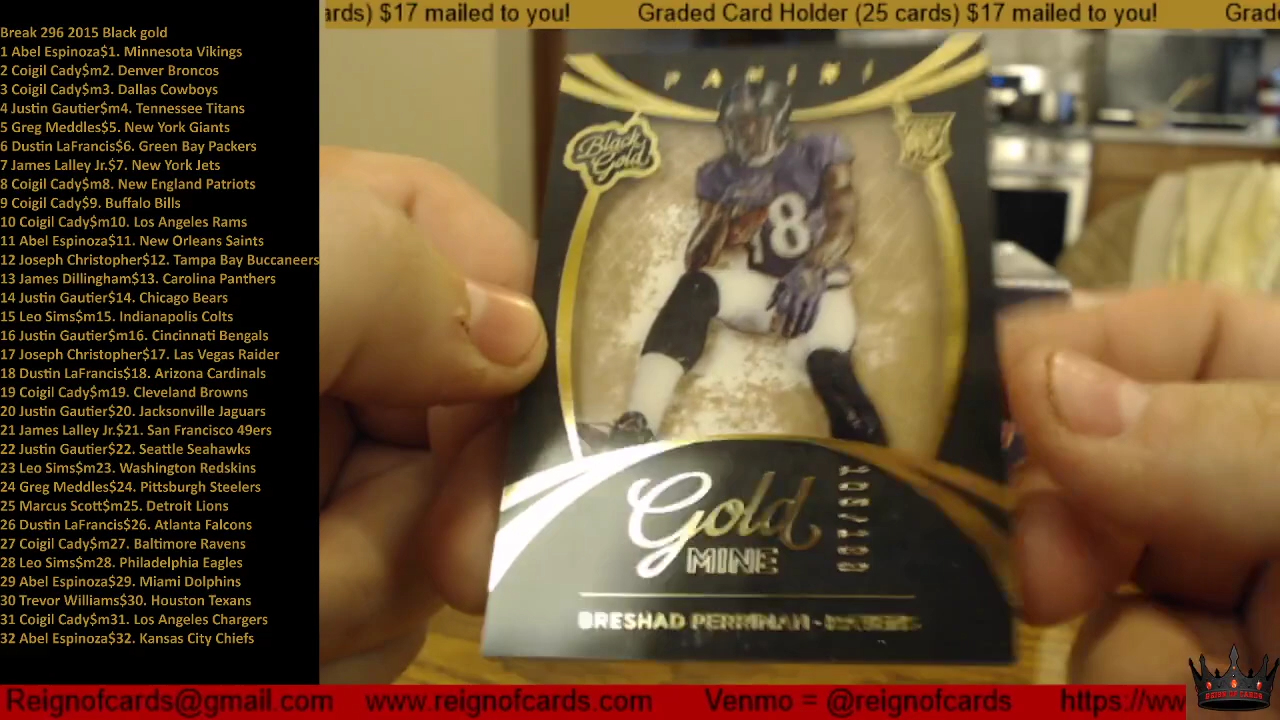 ards) $17 mailed to you! Graded Card Holder (25 cards) $17 mailed to you! Grade
Break 296 2015 Black gold
1 Abel Espinoza$1. Minnesota Vikings
2 Coigil Cady$m2. Denver Broncos
3 Coigil Cady$m3. Dallas Cowboys
4 Justin Gautier$m4. Tennessee Titans
5 Greg Meddles$5. New York Giants
6 Dustin LaFrancis$6. Green Bay Packers
7 James Lalley Jr.$7. New York Jets
8 Coigil Cady$m8. New England Patriots
9 Coigil Cady$9. Buffalo Bills
10 Coigil Cady$m10. Los Angeles Rams
11 Abel Espinoza$11. New Orleans Saints
12 Joseph Christopher$12. Tampa Bay Buccaneers
13 James Dillingham$13. Carolina Panthers
14 Justin Gautier$14. Chicago Bears
15 Leo Sims$m15. Indianapolis Colts
16 Justin Gautier$m16. Cincinnati Bengals
17 Joseph Christopher$17. Las Vegas Raider
18 Dustin LaFrancis$18. Arizona Cardinals
19 Coigil Cady$m19. Cleveland Browns
20 Justin Gautier$20. Jacksonville Jaguars
21 James Lalley Jr.$21. San Francisco 49ers
22 Justin Gautier$22. Seattle Seahawks
23 Leo Sims$m23. Washington Redskins
24 Greg Meddles$24. Pittsburgh Steelers
25 Marcus Scott$m25. Detroit Lions
26 Dustin LaFrancis$26. Atlanta Falcons
27 Coigil Cady$m27. Baltimore Ravens
28 Leo Sims$m28. Philadelphia Eagles
29 Abel Espinoza$29. Miami Dolphins
30 Trevor Williams$30. Houston Texans
31 Coigil Cady$m31. Los Angeles Chargers
32 Abel Espinoza$32. Kansas City Chiefs
PANINI
Black
Gold
18
Gold
MINE
BRESHAD PERRIMAN -
Reignofcards@gmail.com www.reignofcards.com Venmo = @reignofcards https://ww
REIGN OF CARDS